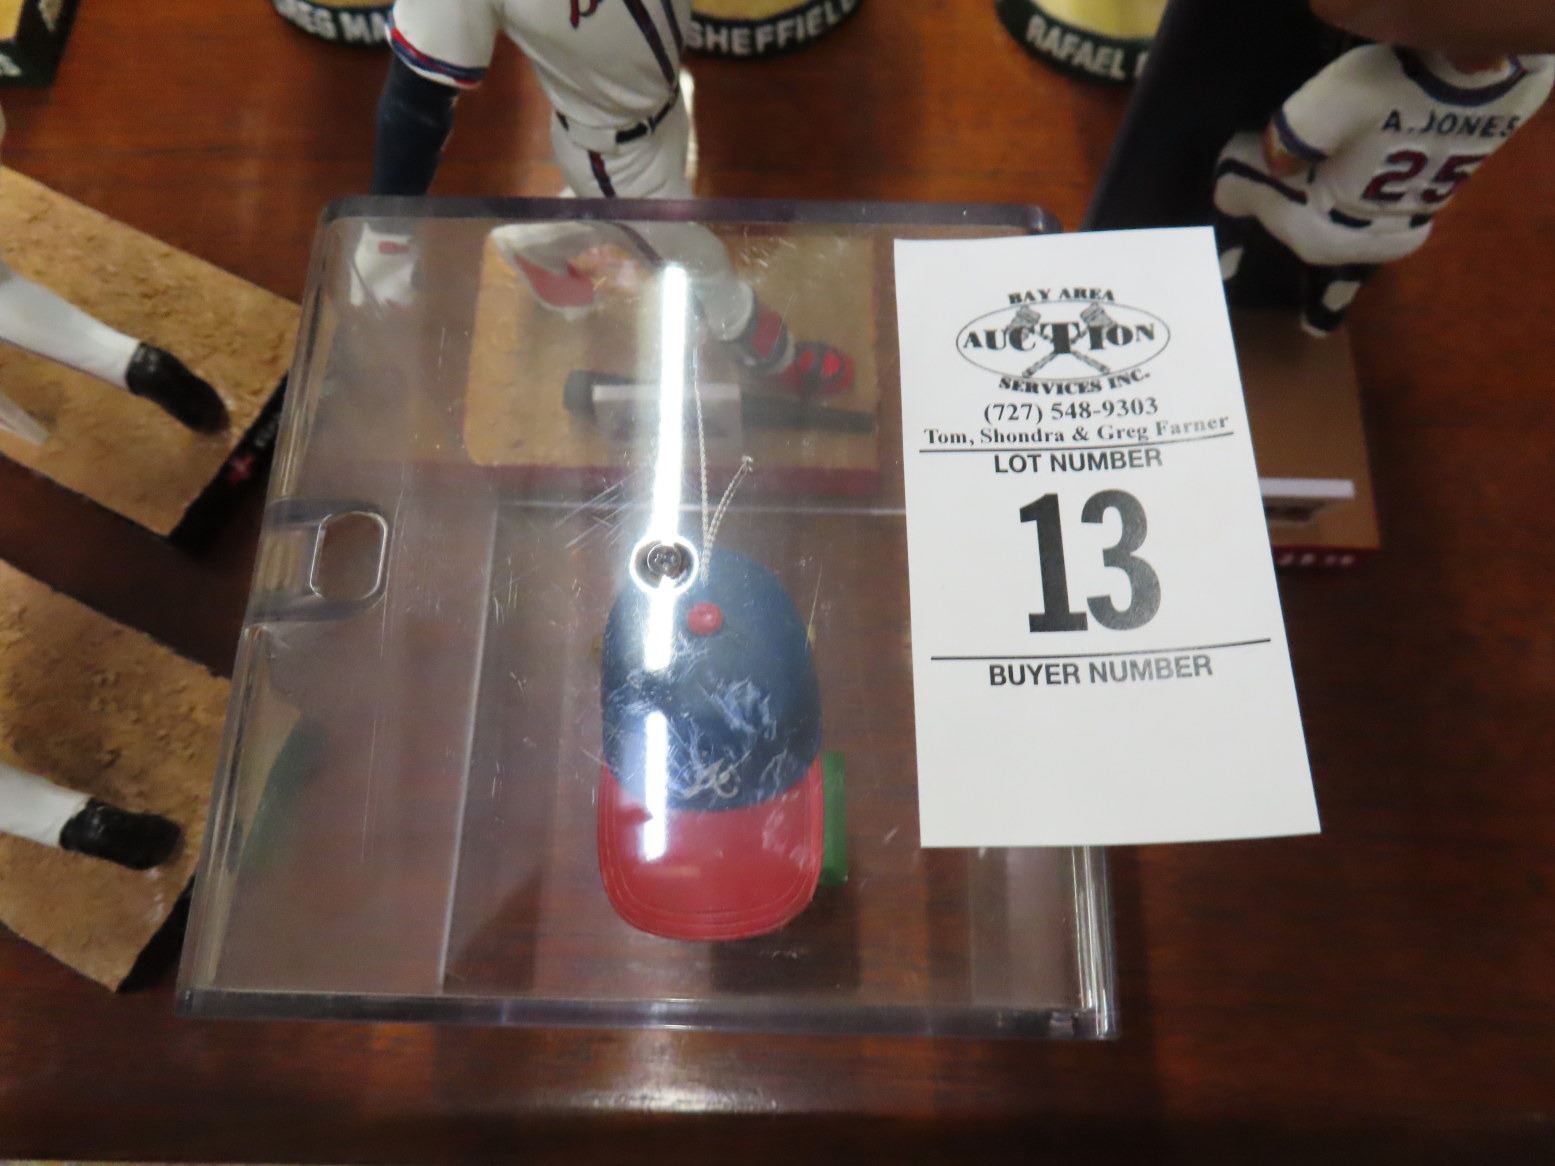 SHEFFIELD
RAFAEL
A. JONES
25
BAY AREA
AUCTION
SERVICES INC.
(727) 548-9303
Tom, Shondra & Greg Farner
LOT NUMBER
13
BUYER NUMBER
A